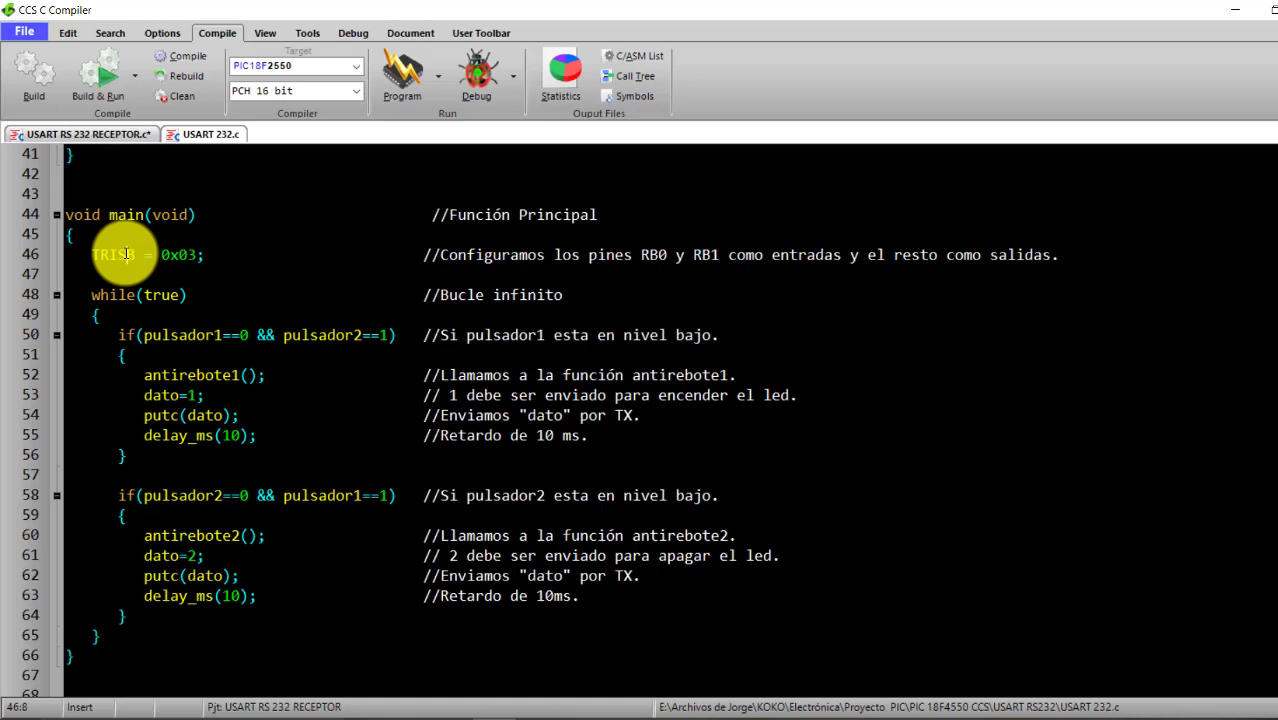 CCS C Compiler
File Edit Search Options Compile View Tools Debug Document User Toolbar
Build
Build & Run
Compile
Rebuild
Clean
Compile
Target
PIC18F2550
PCH 16 bit
Compiler
Program
Debug
Run
Statistics
C/ASM List
Call Tree
Symbols
Ouput Files
USART RS 232 RECEPTOR.c* USART 232.c
41 }
42
43
44 void main(void) //Función Principal
45 {
46 TRISB = 0x03; //Configuramos los pines RB0 y RB1 como entradas y el resto como salidas.
47
48 while(true) //Bucle infinito
49 {
50 if(pulsador1==0 && pulsador2==1) //Si pulsador1 esta en nivel bajo.
51 {
52 antirebote1(); //Llamamos a la función antirebote1.
53 dato=1; // 1 debe ser enviado para encender el led.
54 putc(dato); //Enviamos "dato" por TX.
55 delay_ms(10); //Retardo de 10 ms.
56 }
57
58 if(pulsador2==0 && pulsador1==1) //Si pulsador2 esta en nivel bajo.
59 {
60 antirebote2(); //Llamamos a la función antirebote2.
61 dato=2; // 2 debe ser enviado para apagar el led.
62 putc(dato); //Enviamos "dato" por TX.
63 delay_ms(10); //Retardo de 10ms.
64 }
65 }
66 }
67
68
46:8 Insert Pjt: USART RS 232 RECEPTOR E:\Archivos de Jorge\KOKO\Electrónica\Proyecto PIC\PIC 18F4550 CCS\USART RS232\USART 232.c